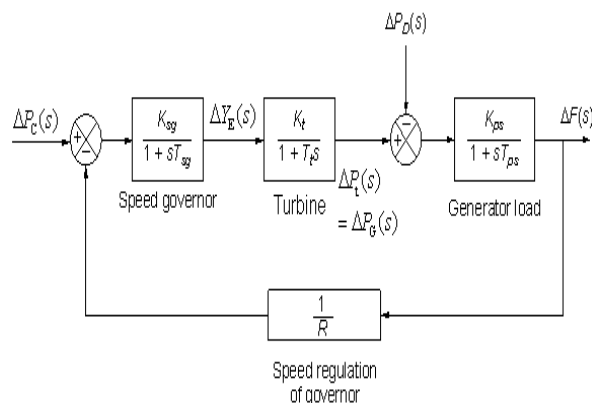 ΔP_D(s)
ΔP_C(s)
+
−
K_sg
1 + sT_sg
Speed governor
ΔY_E(s)
K_t
1 + T_t s
Turbine
ΔP_t(s)
= ΔP_G(s)
−
+
K_ps
1 + sT_ps
Generator load
ΔF(s)
1
R
Speed regulation
of governor